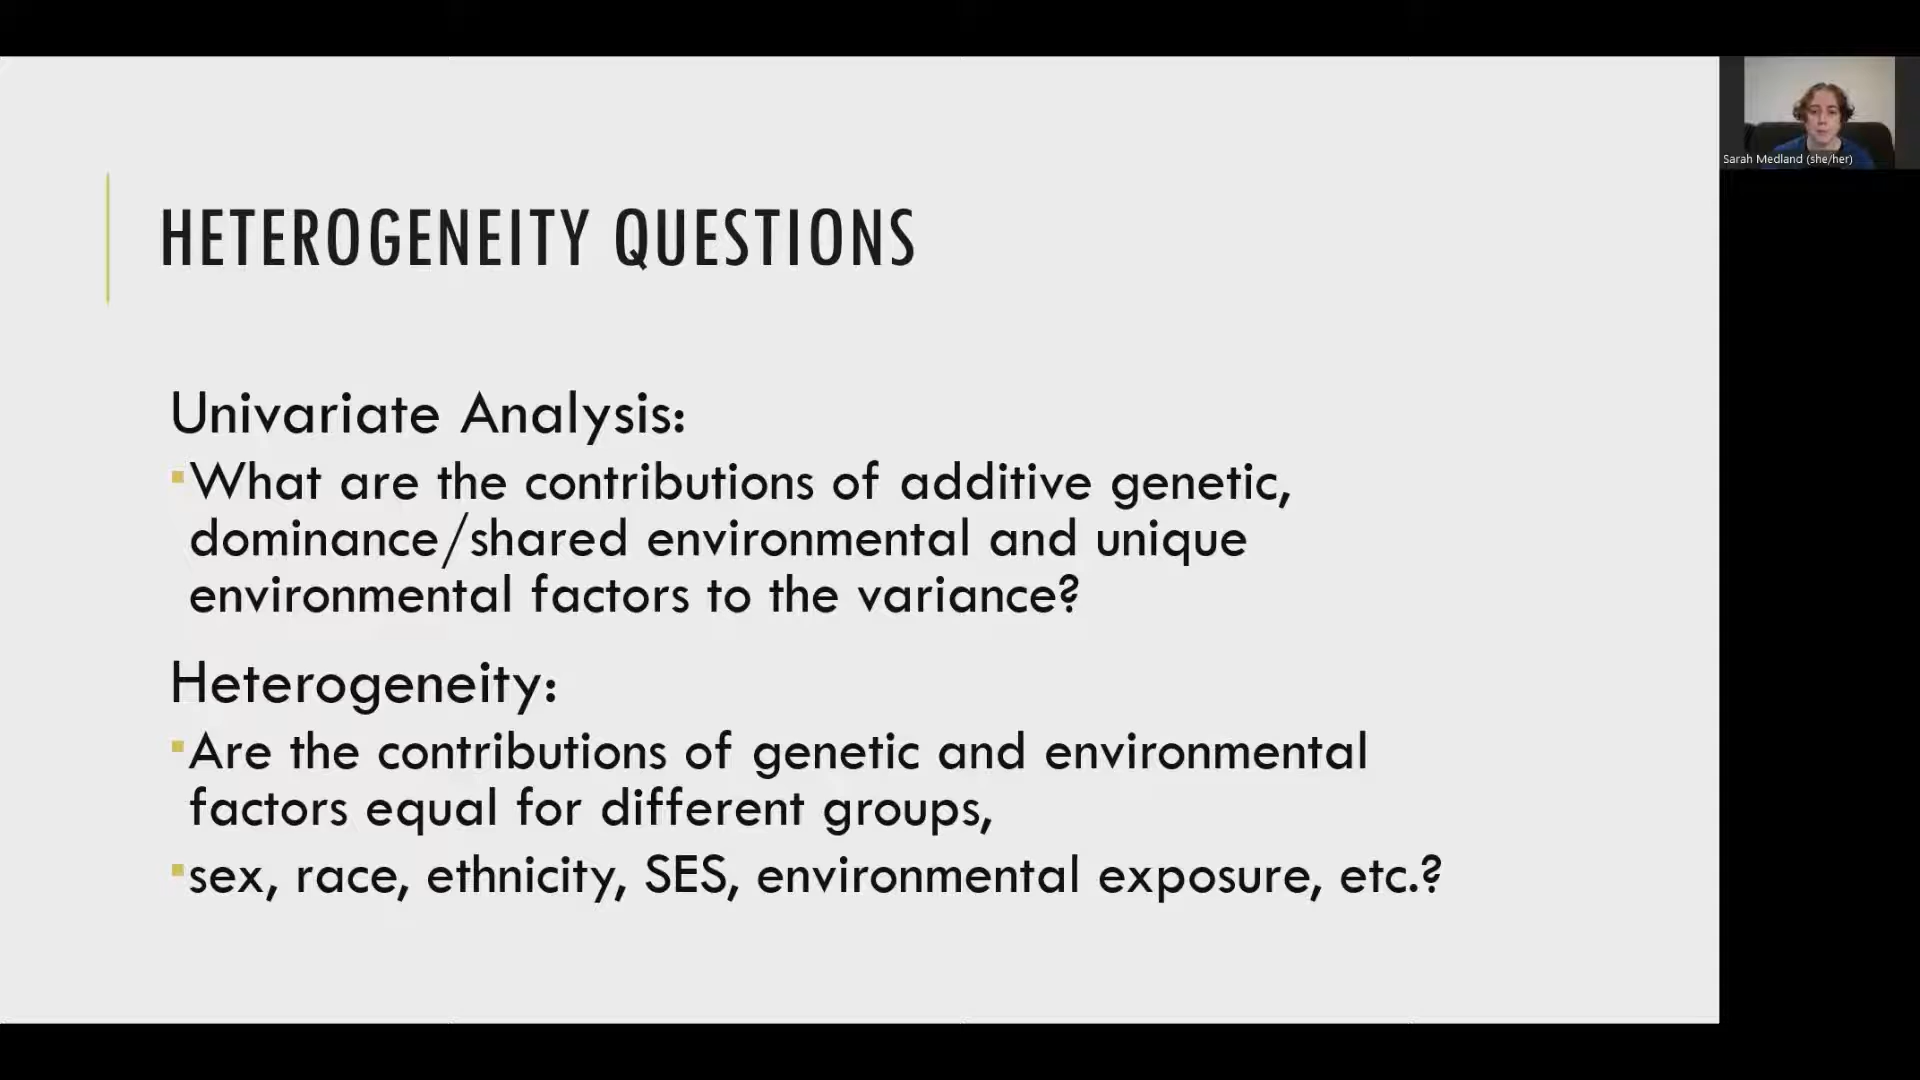 HETEROGENEITY QUESTIONS
Univariate Analysis:
What are the contributions of additive genetic,
dominance/shared environmental and unique
environmental factors to the variance?
Heterogeneity:
Are the contributions of genetic and environmental
factors equal for different groups,
sex, race, ethnicity, SES, environmental exposure, etc.?
Sarah Medland (she/her)